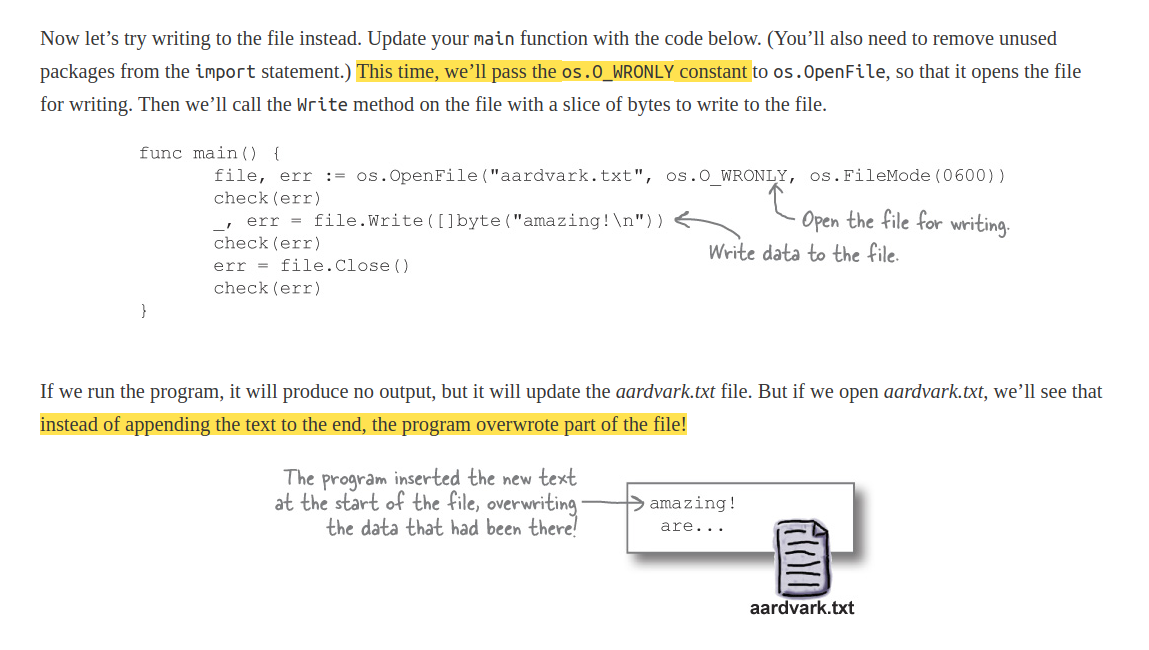 Now let’s try writing to the file instead. Update your main function with the code below. (You’ll also need to remove unused
packages from the import statement.) This time, we’ll pass the os.O_WRONLY constant to os.OpenFile, so that it opens the file
for writing. Then we’ll call the Write method on the file with a slice of bytes to write to the file.
func main() {
file, err := os.OpenFile("aardvark.txt", os.O_WRONLY, os.FileMode(0600))
check(err)
_, err = file.Write([]byte("amazing!\n"))
Open the file for writing.
check(err)
Write data to the file.
err = file.Close()
check(err)
}
If we run the program, it will produce no output, but it will update the aardvark.txt file. But if we open aardvark.txt, we’ll see that
instead of appending the text to the end, the program overwrote part of the file!
The program inserted the new text
at the start of the file, overwriting
the data that had been there!
amazing!
are...
aardvark.txt